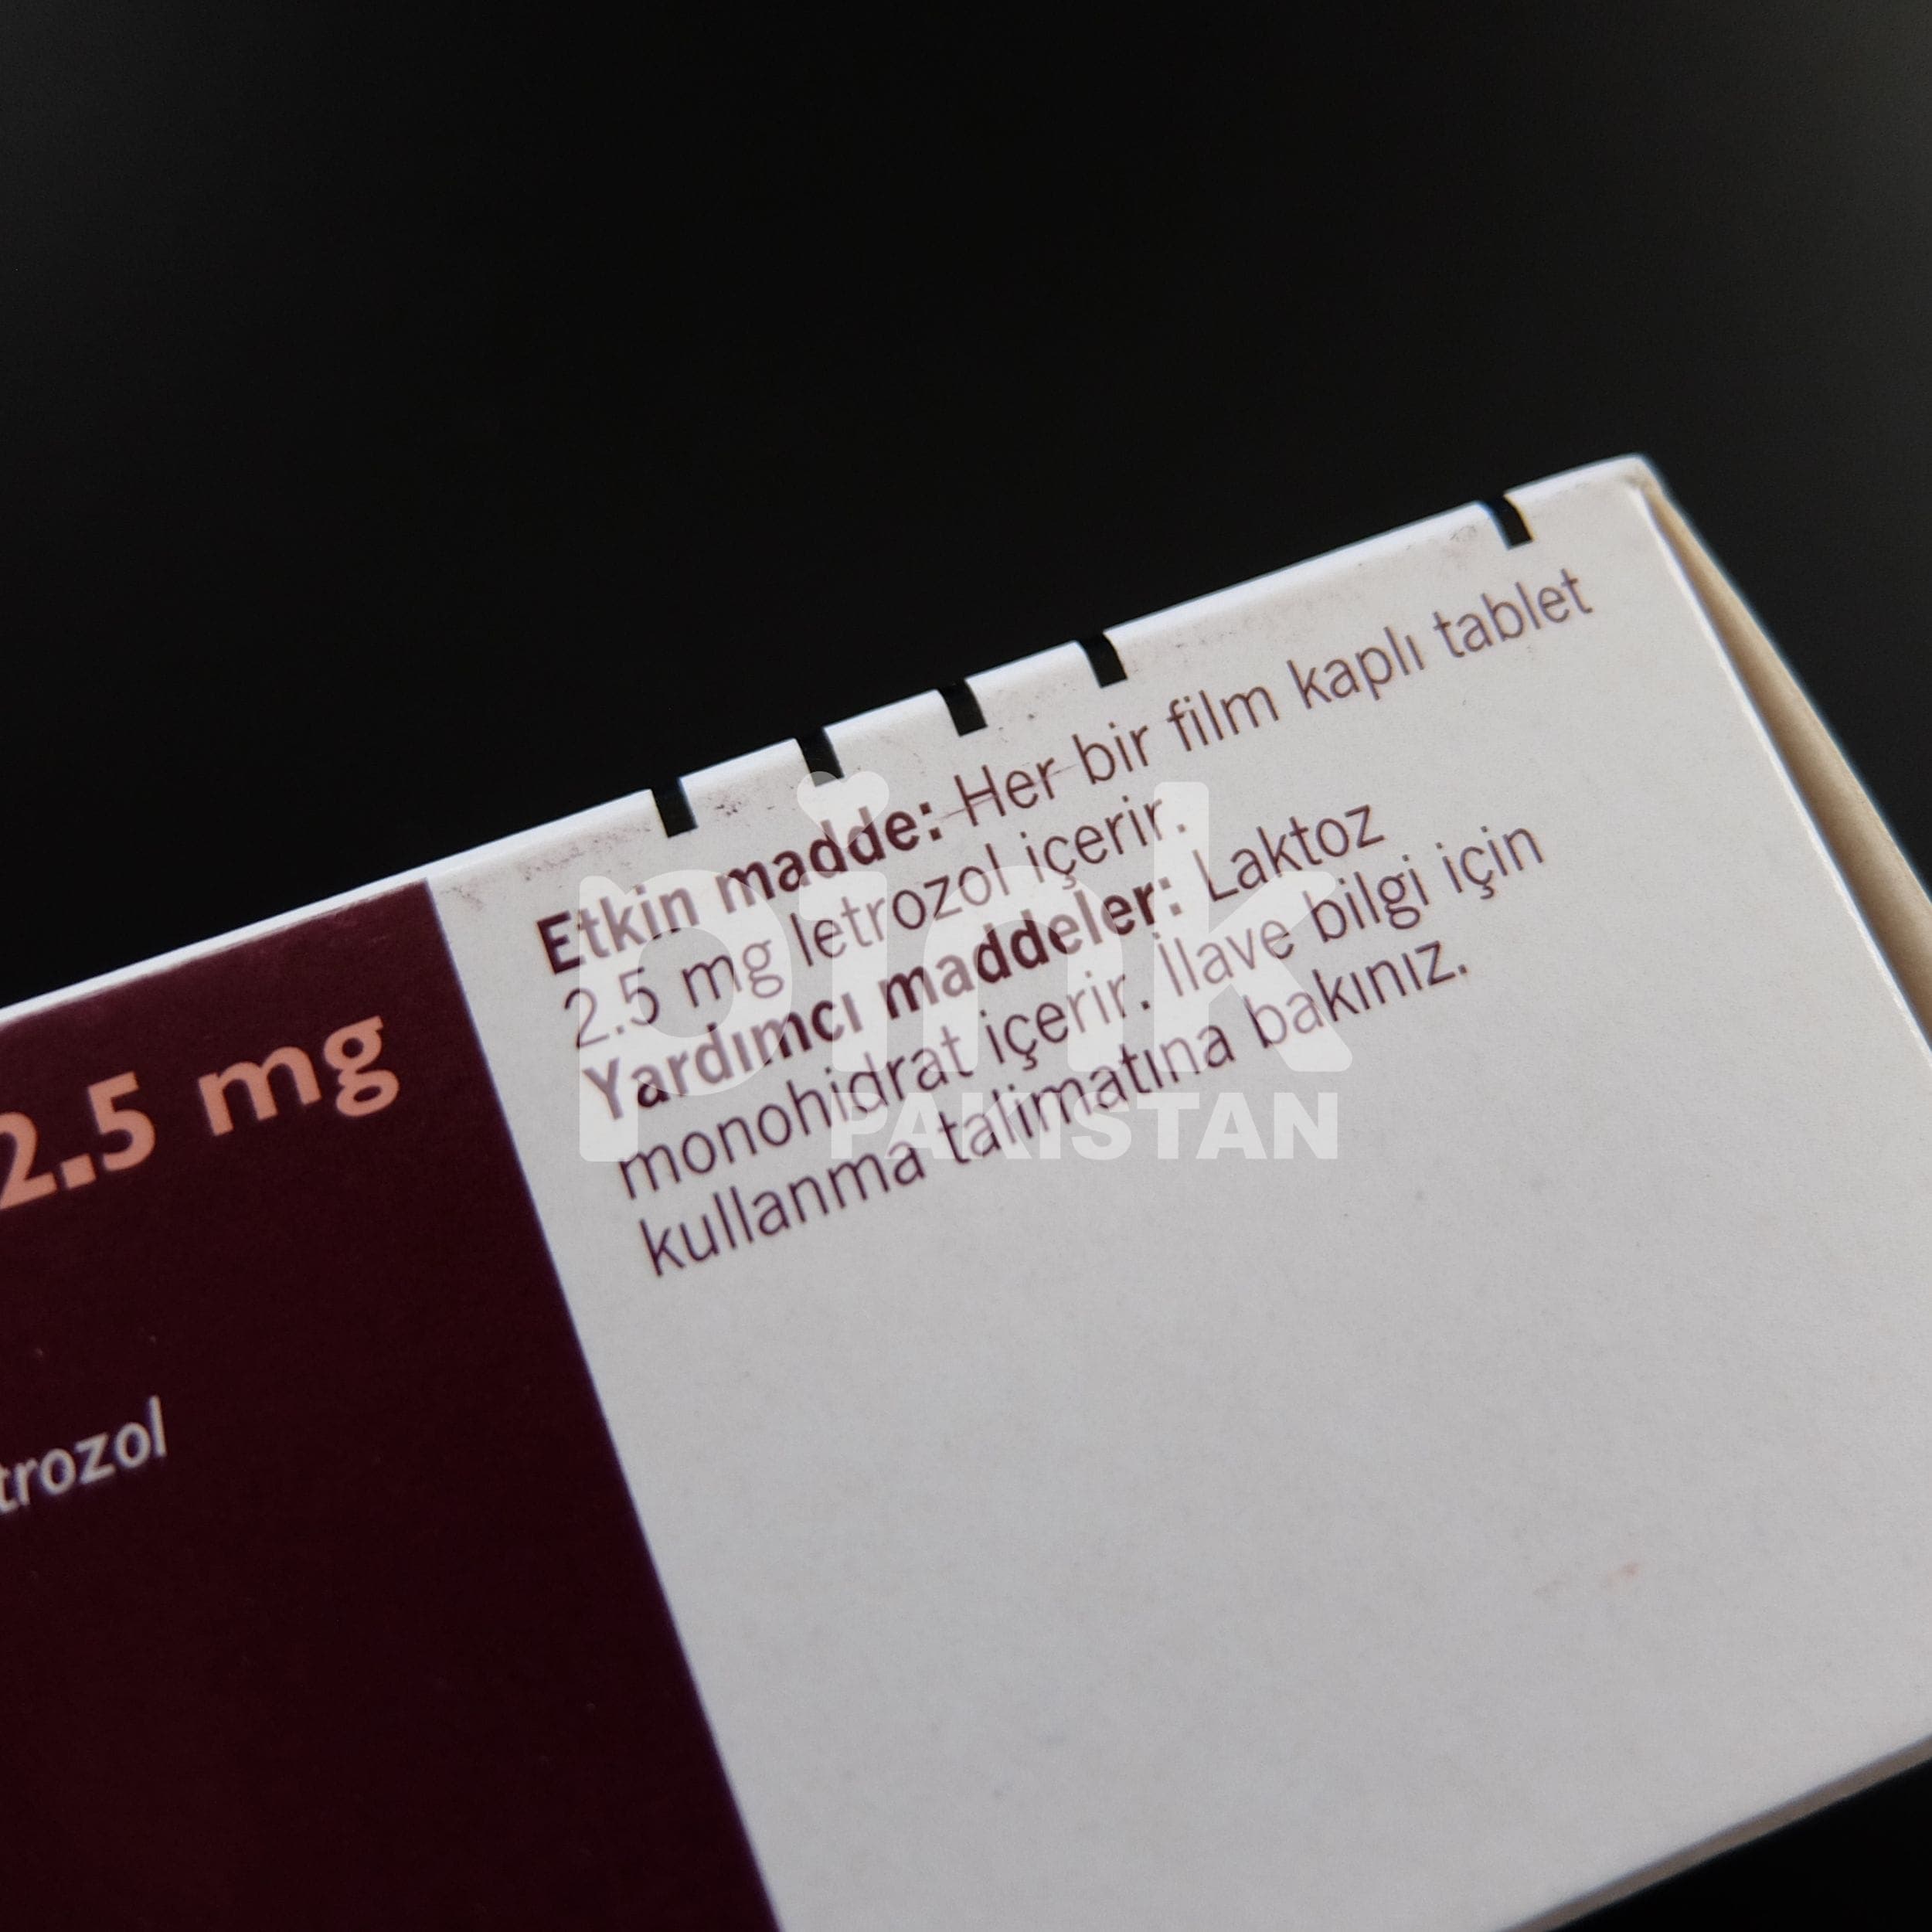 Etkin madde: Her bir film kaplı tablet
2.5 mg letrozol içerir.
Yardımcı maddeler: Laktoz
monohidrat içerir. İlave bilgi için
kullanma talimatına bakınız.
2.5 mg
trozol
pink
PAKISTAN